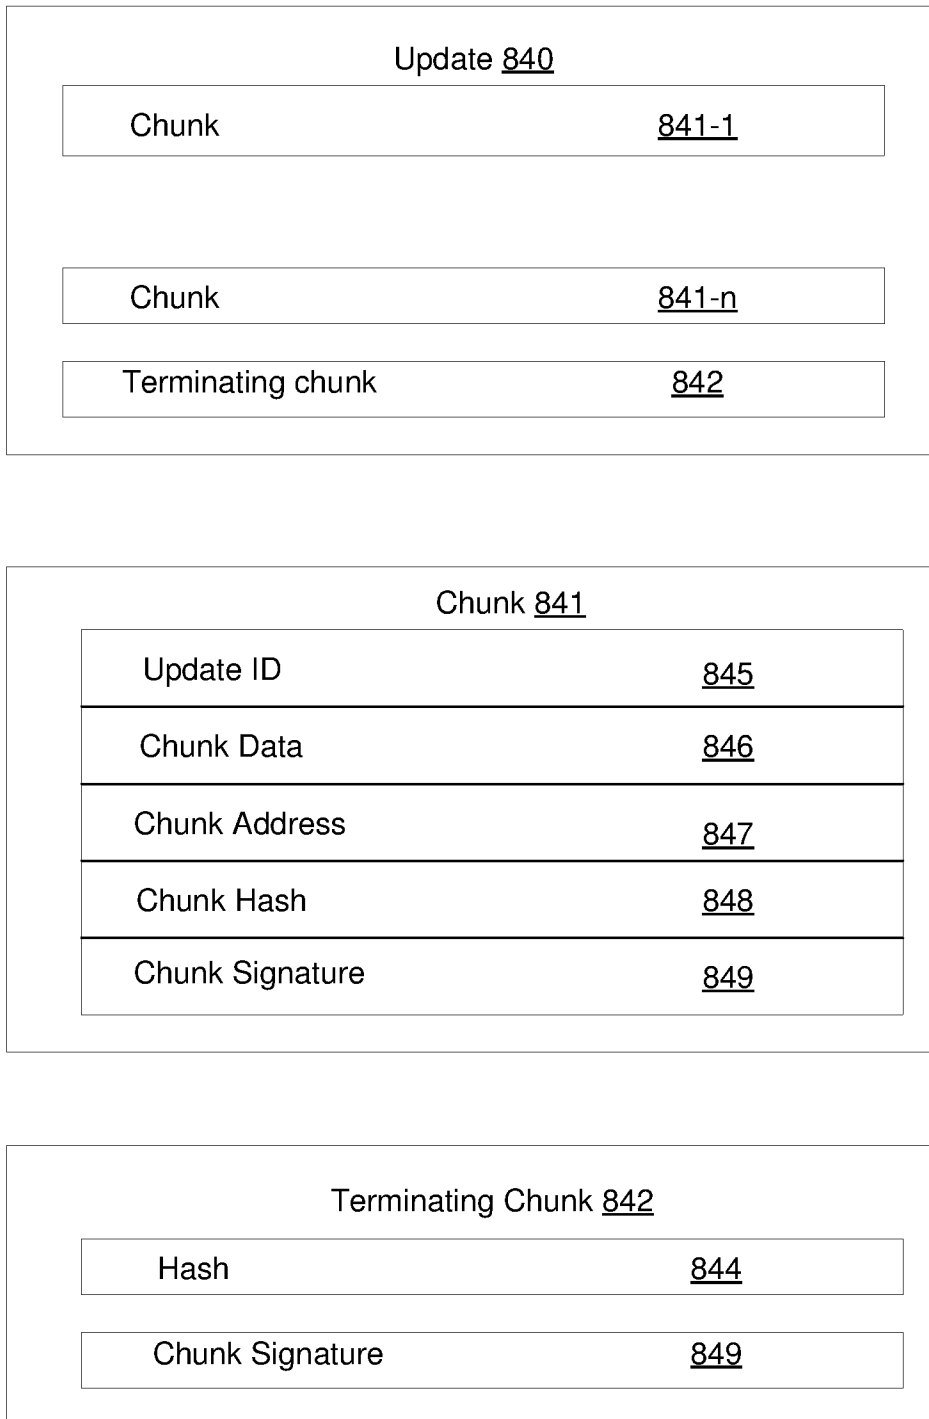 Update 840
Chunk 841-1
Chunk 841-n
Terminating chunk 842
Chunk 841
Update ID 845
Chunk Data 846
Chunk Address 847
Chunk Hash 848
Chunk Signature 849
Terminating Chunk 842
Hash 844
Chunk Signature 849